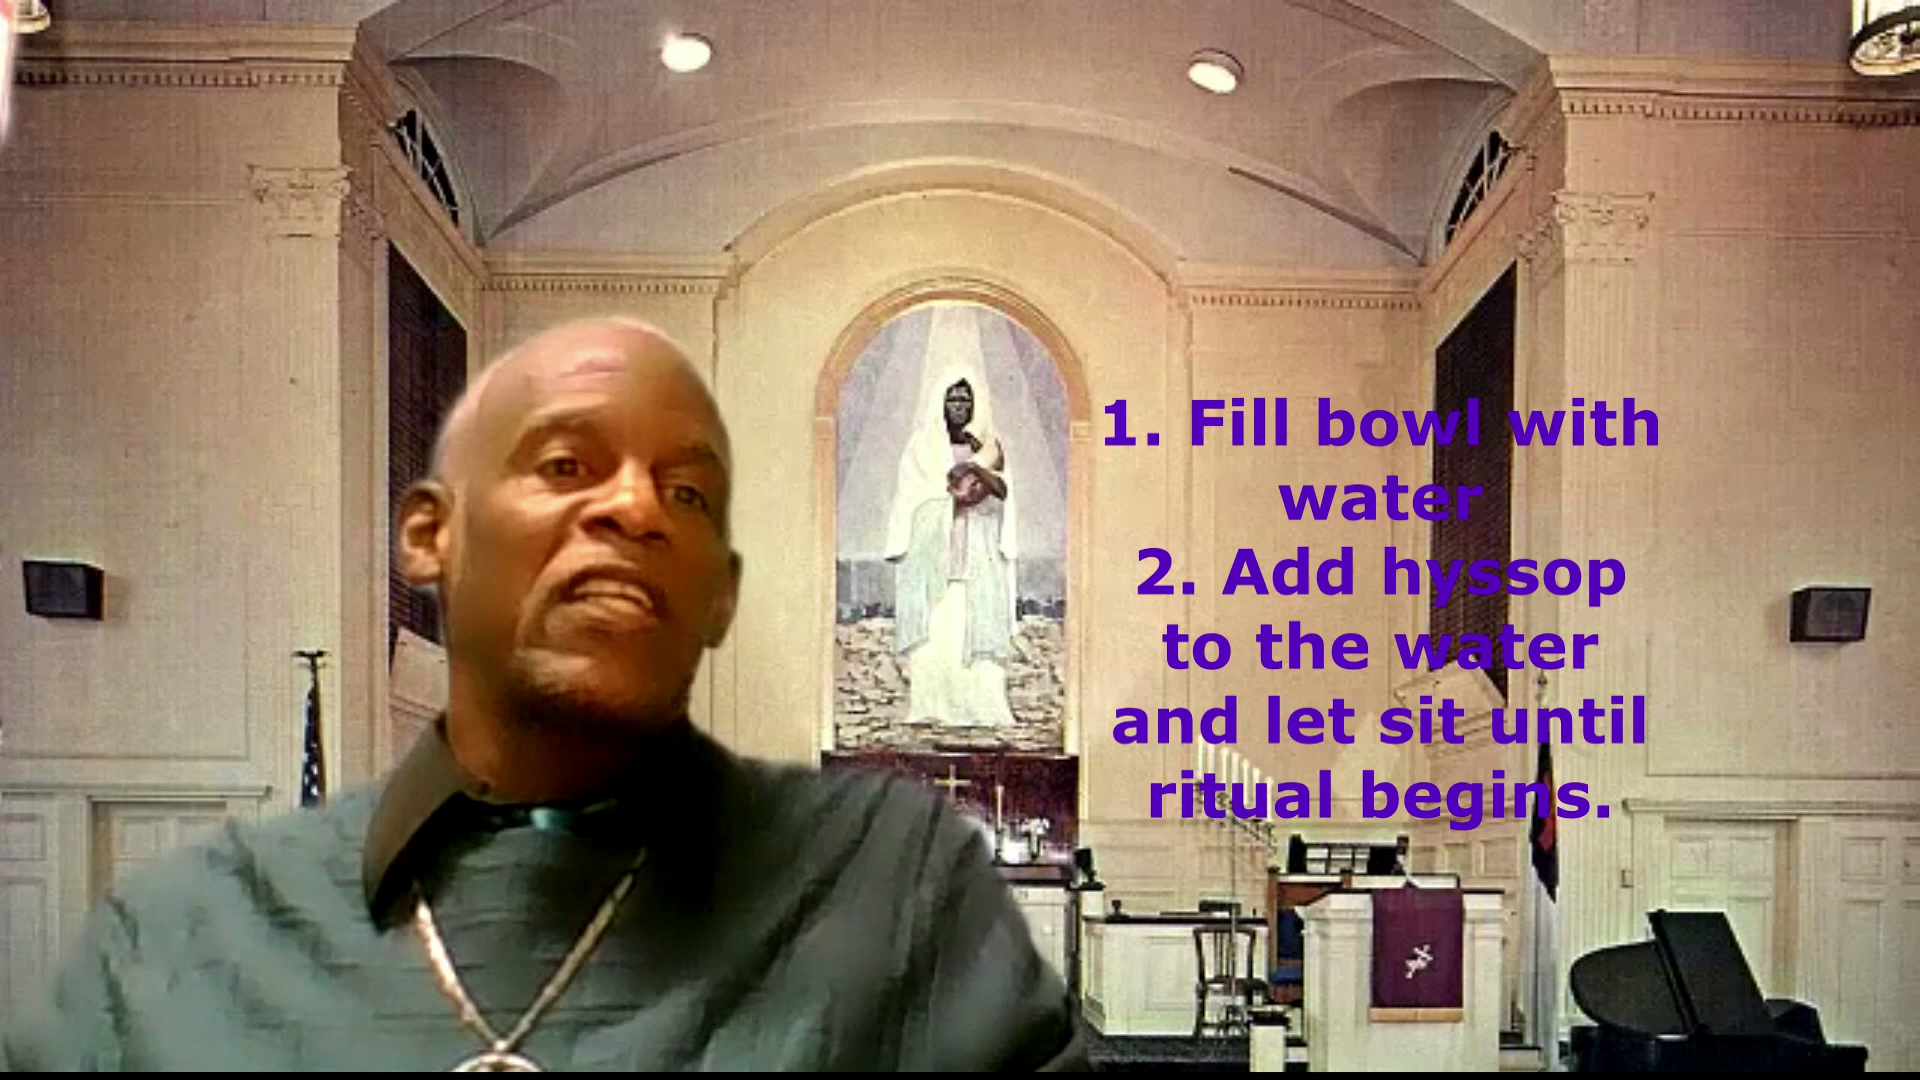 1. Fill bowl with
water
2. Add hyssop
to the water
and let sit until
ritual begins.